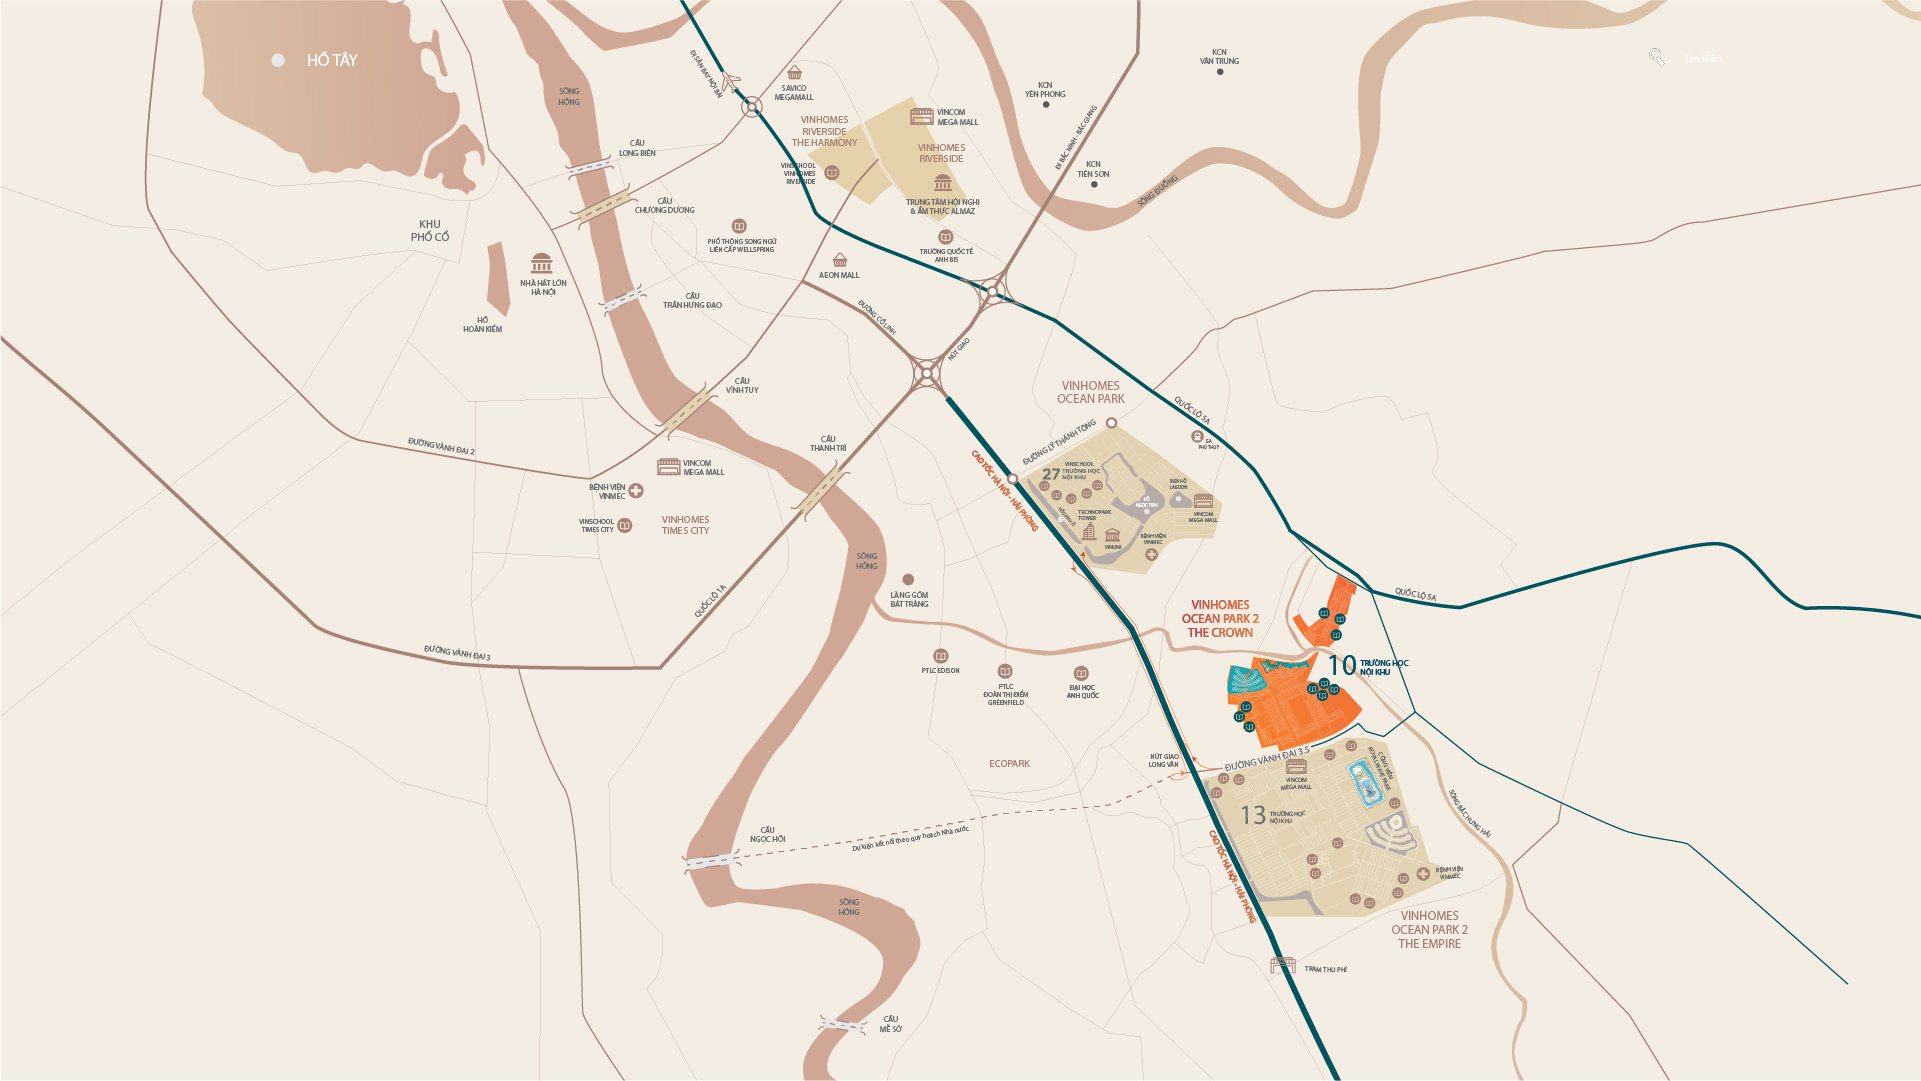 HỒ TÂY
ĐI SÂN BAY NỘI BÀI
SÔNG
HỒNG
SAVICO
MEGAMALL
VINHOMES
RIVERSIDE
THE HARMONY
VINCOM
MEGA MALL
VINHOMES
RIVERSIDE
VINSCHOOL
VINHOMES
RIVERSIDE
TRUNG TÂM HỘI NGHỊ
& ẨM THỰC ALMAZ
KCN
VÂN TRUNG
KCN
YÊN PHONG
KCN
TIÊN SƠN
ĐI BẮC NINH - BẮC GIANG
SÔNG ĐUỐNG
Tìm kiếm
CẦU
LONG BIÊN
CẦU
CHƯƠNG DƯƠNG
KHU
PHỐ CỔ
NHÀ HÁT LỚN
HÀ NỘI
HỒ
HOÀN KIẾM
CẦU
TRẦN HƯNG ĐẠO
PHỔ THÔNG SONG NGỮ
LIÊN CẤP WELLSPRING
TRƯỜNG QUỐC TẾ
ANH BIS
AEON MALL
ĐƯỜNG CỔ LINH
NÚT GIAO
CẦU
VĨNH TUY
VINHOMES
OCEAN PARK
QUỐC LỘ 5A
ĐƯỜNG LÝ THÁNH TÔNG
GA
PHÚ THỤY
ĐƯỜNG VÀNH ĐAI 2
CẦU
THANH TRÌ
VINCOM
MEGA MALL
BỆNH VIỆN
VINMEC
VINSCHOOL
TIMES CITY
VINHOMES
TIMES CITY
CAO TỐC HÀ NỘI - HẢI PHÒNG
27
VINSCHOOL
TRƯỜNG HỌC
NỘI KHU
BIỂN HỒ
LAGOON
HỒ
NGỌC TRAI
VINCOM
MEGA MALL
TECHNOPARK
TOWER
VINUNI
BỆNH VIỆN
VINMEC
SÔNG
HỒNG
LÀNG GỐM
BÁT TRÀNG
QUỐC LỘ 1A
ĐƯỜNG VÀNH ĐAI 3
VINHOMES
OCEAN PARK 2
THE CROWN
QUỐC LỘ 5A
10
TRƯỜNG HỌC
NỘI KHU
PTLC EDISON
PTLC
ĐOÀN THỊ ĐIỂM
GREENFIELD
ĐẠI HỌC
ANH QUỐC
ECOPARK
NÚT GIAO
LONG VÂN
ĐƯỜNG VÀNH ĐAI 3.5
VINCOM
MEGA MALL
CÔNG VIÊN
ROYAL WAVE PARK
SÔNG BẮC HƯNG HẢI
13
TRƯỜNG HỌC
NỘI KHU
CẦU
NGỌC HỒI
Dự kiến kết nối theo quy hoạch Nhà nước
CAO TỐC HÀ NỘI - HẢI PHÒNG
BỆNH VIỆN
VINMEC
SÔNG
HỒNG
VINHOMES
OCEAN PARK 2
THE EMPIRE
TRẠM THU PHÍ
CẦU
MỄ SỞ